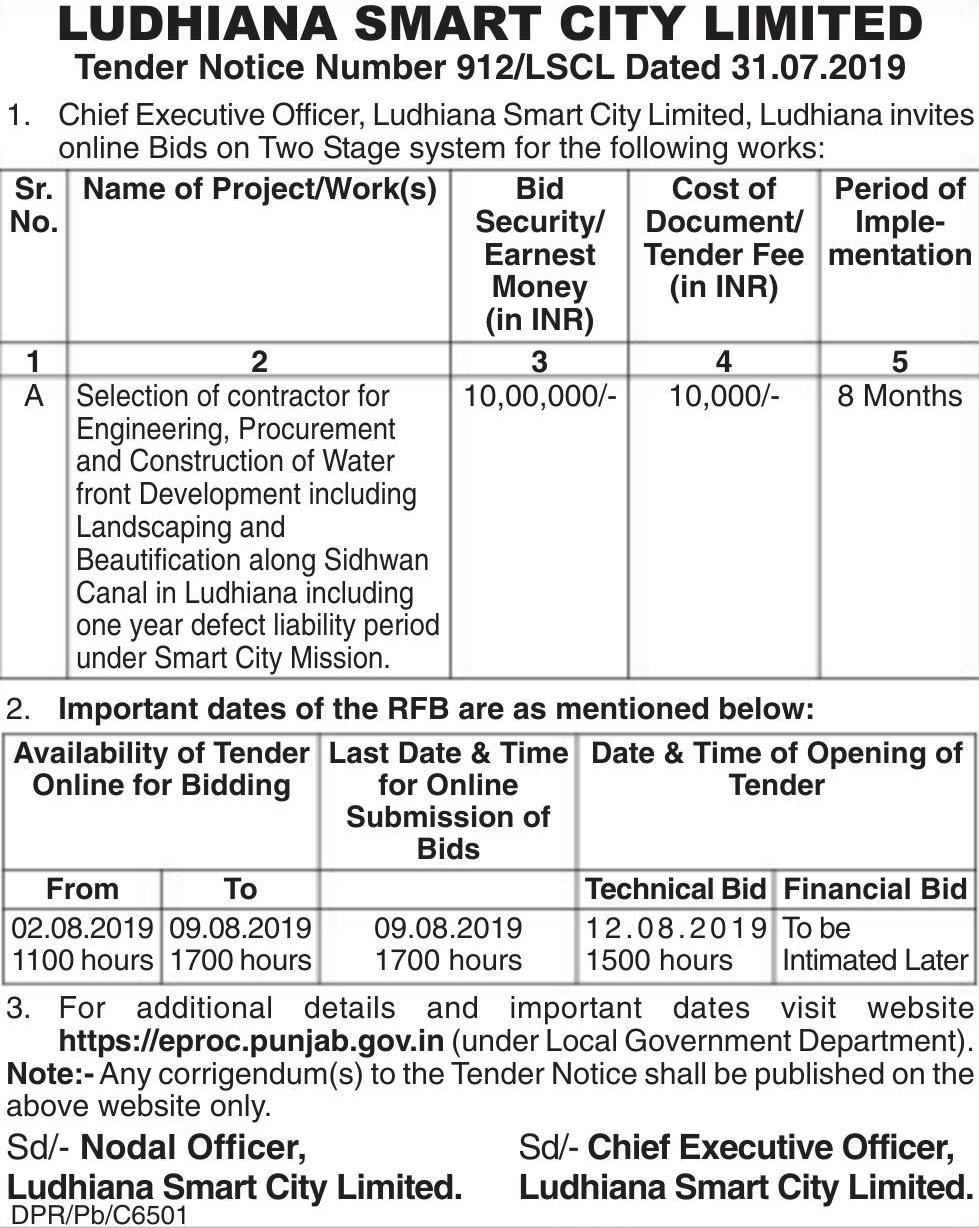 LUDHIANA SMART CITY LIMITED
Tender Notice Number 912/LSCL Dated 31.07.2019
1. Chief Executive Officer, Ludhiana Smart City Limited, Ludhiana invites
online Bids on Two Stage system for the following works:
Sr. No. Name of Project/Work(s) Bid Security/ Earnest Money (in INR) Cost of Document/ Tender Fee (in INR) Period of Imple- mentation
1 2 3 4 5
A Selection of contractor for 10,00,000/- 10,000/- 8 Months
Engineering, Procurement
and Construction of Water
front Development including
Landscaping and
Beautification along Sidhwan
Canal in Ludhiana including
one year defect liability period
under Smart City Mission.
2. Important dates of the RFB are as mentioned below:
Availability of Tender Online for Bidding Last Date & Time for Online Submission of Bids Date & Time of Opening of Tender
From To Technical Bid Financial Bid
02.08.2019 09.08.2019 09.08.2019 12.08.2019 To be
1100 hours 1700 hours 1700 hours 1500 hours Intimated Later
3. For additional details and important dates visit website
https://eproc.punjab.gov.in (under Local Government Department).
Note:- Any corrigendum(s) to the Tender Notice shall be published on the
above website only.
Sd/- Nodal Officer, Sd/- Chief Executive Officer,
Ludhiana Smart City Limited. Ludhiana Smart City Limited.
DPR/Pb/C6501